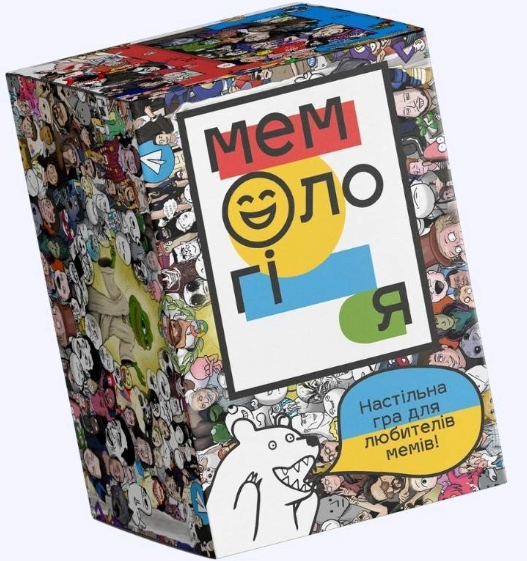 мем
ОлО
гі
я
Настільна
гра для
любителів
мемів!